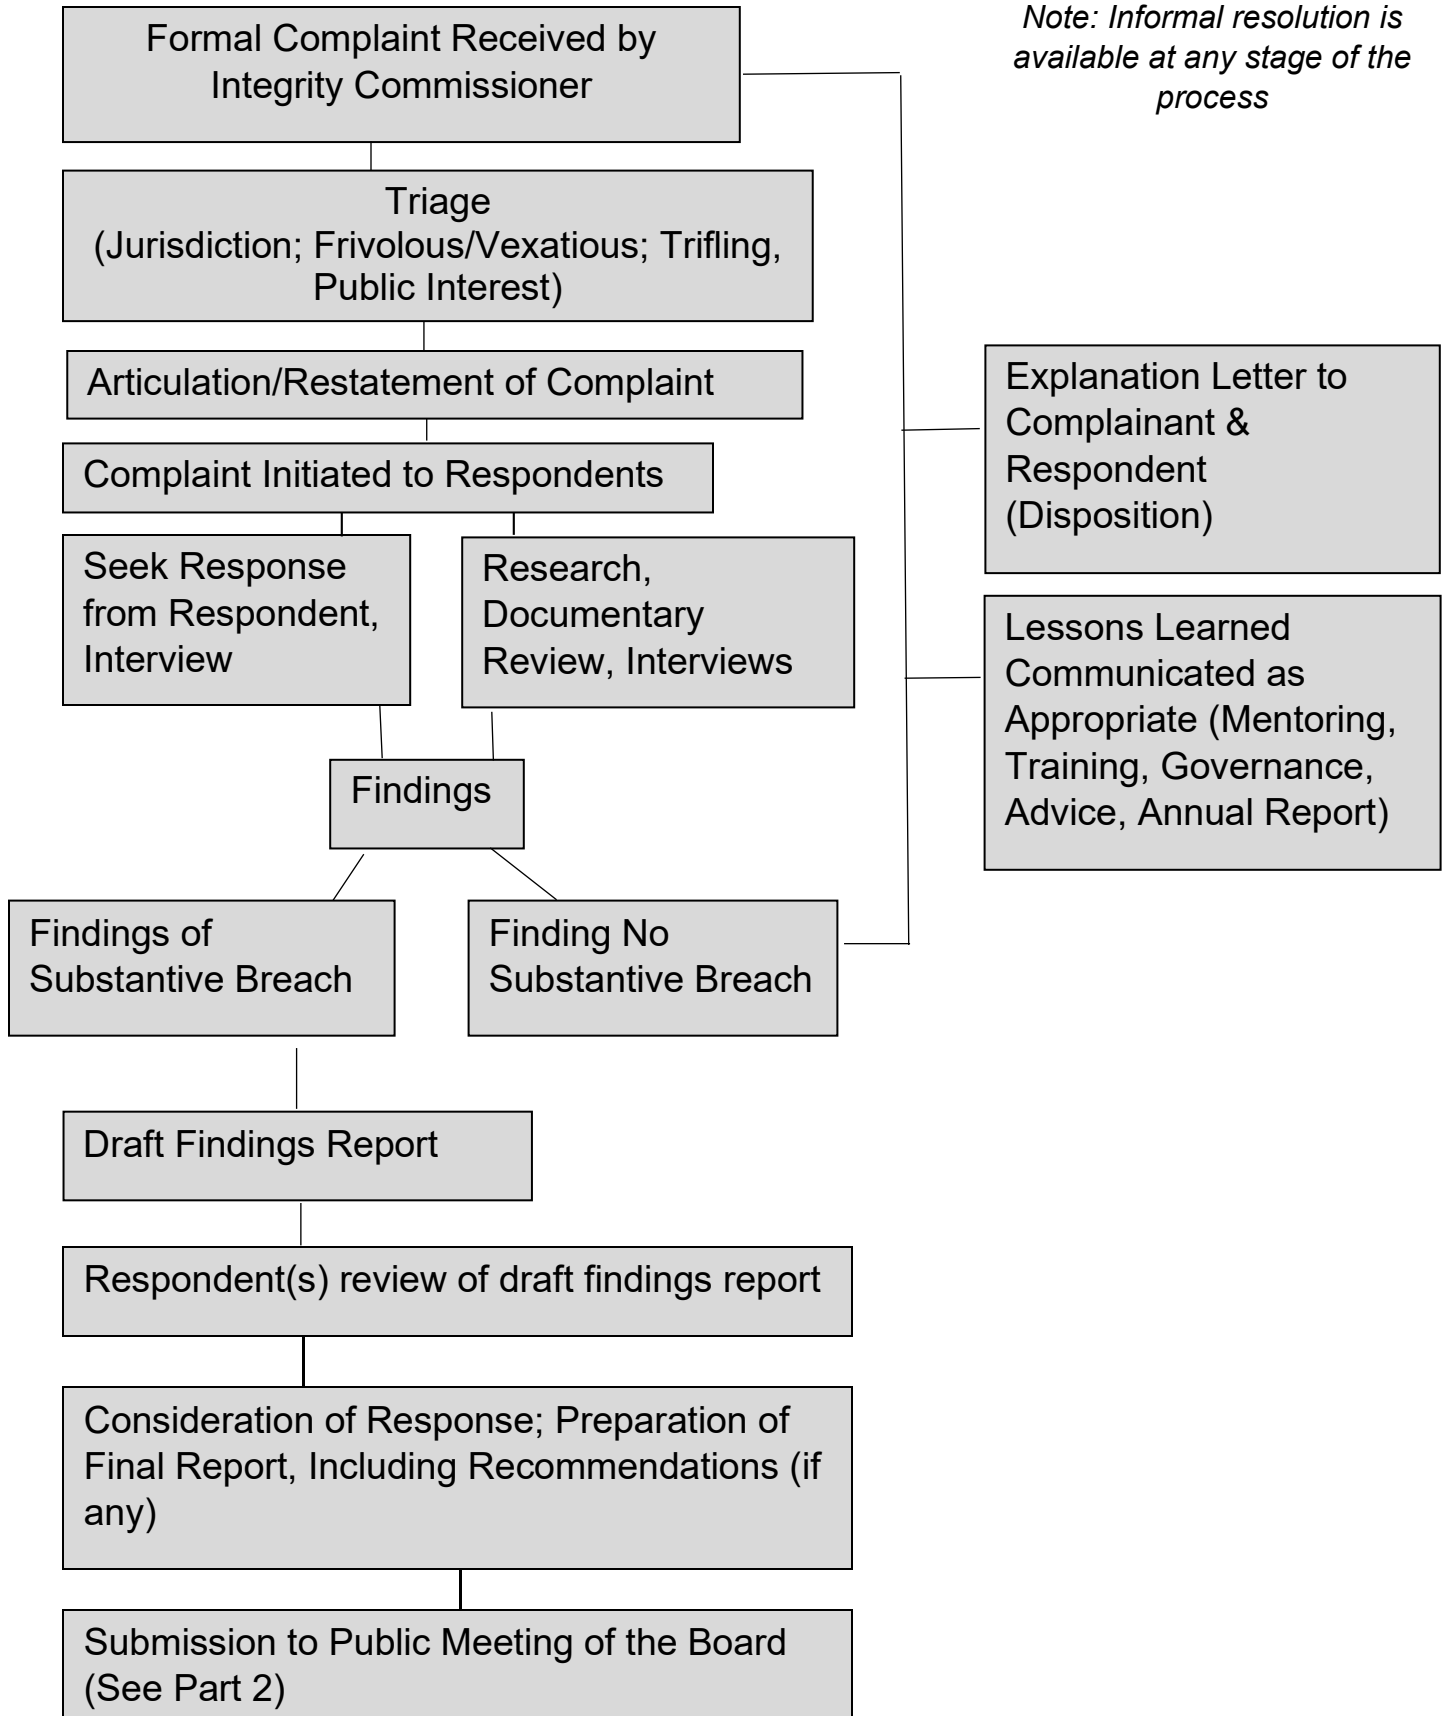 Formal Complaint Received by
Integrity Commissioner
Note: Informal resolution is
available at any stage of the
process
Triage
(Jurisdiction; Frivolous/Vexatious; Trifling,
Public Interest)
Articulation/Restatement of Complaint
Complaint Initiated to Respondents
Seek Response
from Respondent,
Interview
Research,
Documentary
Review, Interviews
Explanation Letter to
Complainant &
Respondent
(Disposition)
Lessons Learned
Communicated as
Appropriate (Mentoring,
Training, Governance,
Advice, Annual Report)
Findings
Findings of
Substantive Breach
Finding No
Substantive Breach
Draft Findings Report
Respondent(s) review of draft findings report
Consideration of Response; Preparation of
Final Report, Including Recommendations (if
any)
Submission to Public Meeting of the Board
(See Part 2)